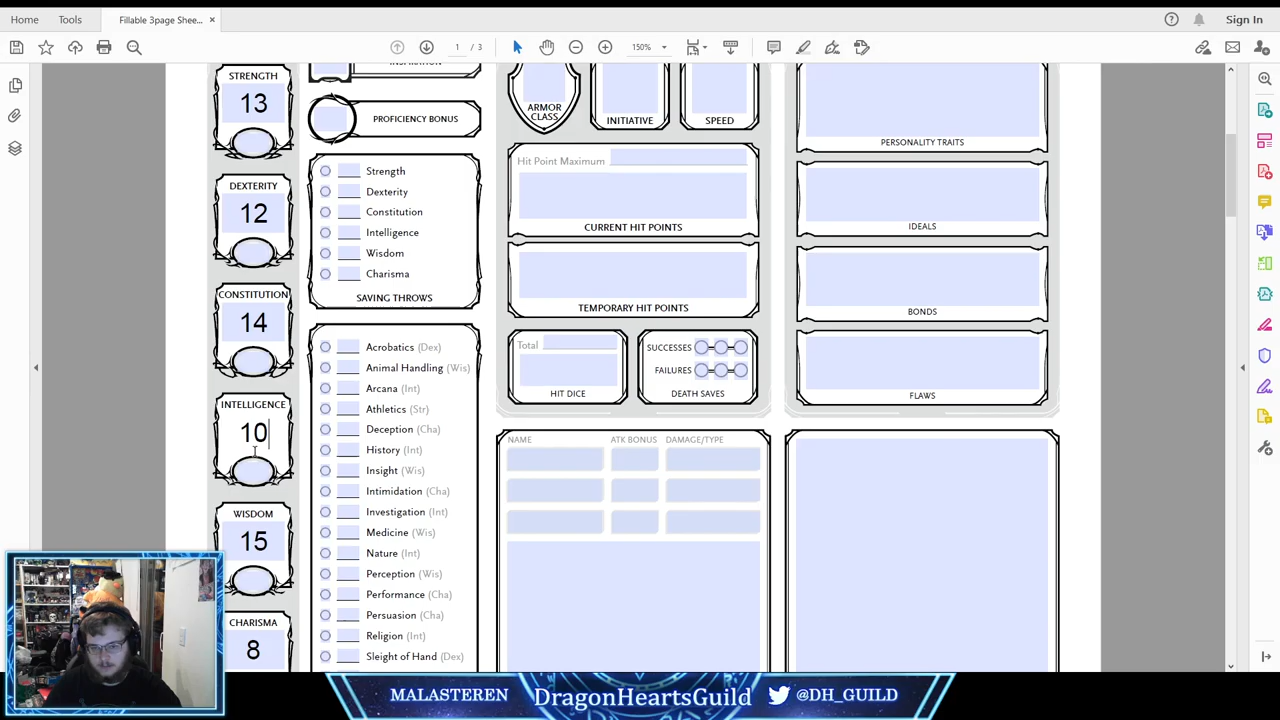 Home Tools Fillable 3page Shee... × Sign In
1 / 3 150%
STRENGTH
13
DEXTERITY
12
CONSTITUTION
14
INTELLIGENCE
10
WISDOM
15
CHARISMA
8
INSPIRATION
PROFICIENCY BONUS
Strength
Dexterity
Constitution
Intelligence
Wisdom
Charisma
SAVING THROWS
Acrobatics (Dex)
Animal Handling (Wis)
Arcana (Int)
Athletics (Str)
Deception (Cha)
History (Int)
Insight (Wis)
Intimidation (Cha)
Investigation (Int)
Medicine (Wis)
Nature (Int)
Perception (Wis)
Performance (Cha)
Persuasion (Cha)
Religion (Int)
Sleight of Hand (Dex)
ARMOR
CLASS
INITIATIVE
SPEED
Hit Point Maximum
CURRENT HIT POINTS
TEMPORARY HIT POINTS
Total
HIT DICE
SUCCESSES
FAILURES
DEATH SAVES
NAME ATK BONUS DAMAGE/TYPE
PERSONALITY TRAITS
IDEALS
BONDS
FLAWS
MALASTEREN DragonHeartsGuild @DH_GUILD